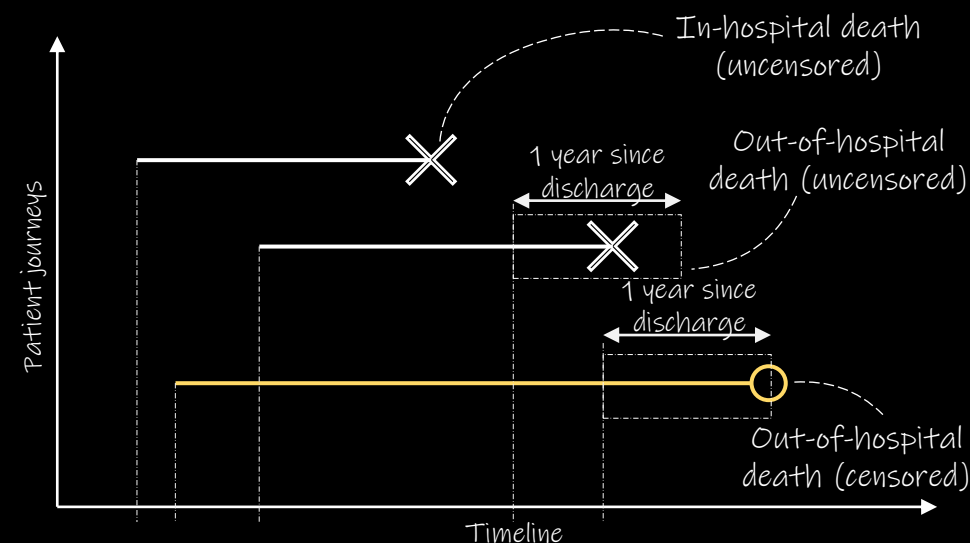 In-hospital death
(uncensored)
Out-of-hospital
death (uncensored)
1 year since
discharge
1 year since
discharge
Out-of-hospital
death (censored)
Patient journeys
Timeline